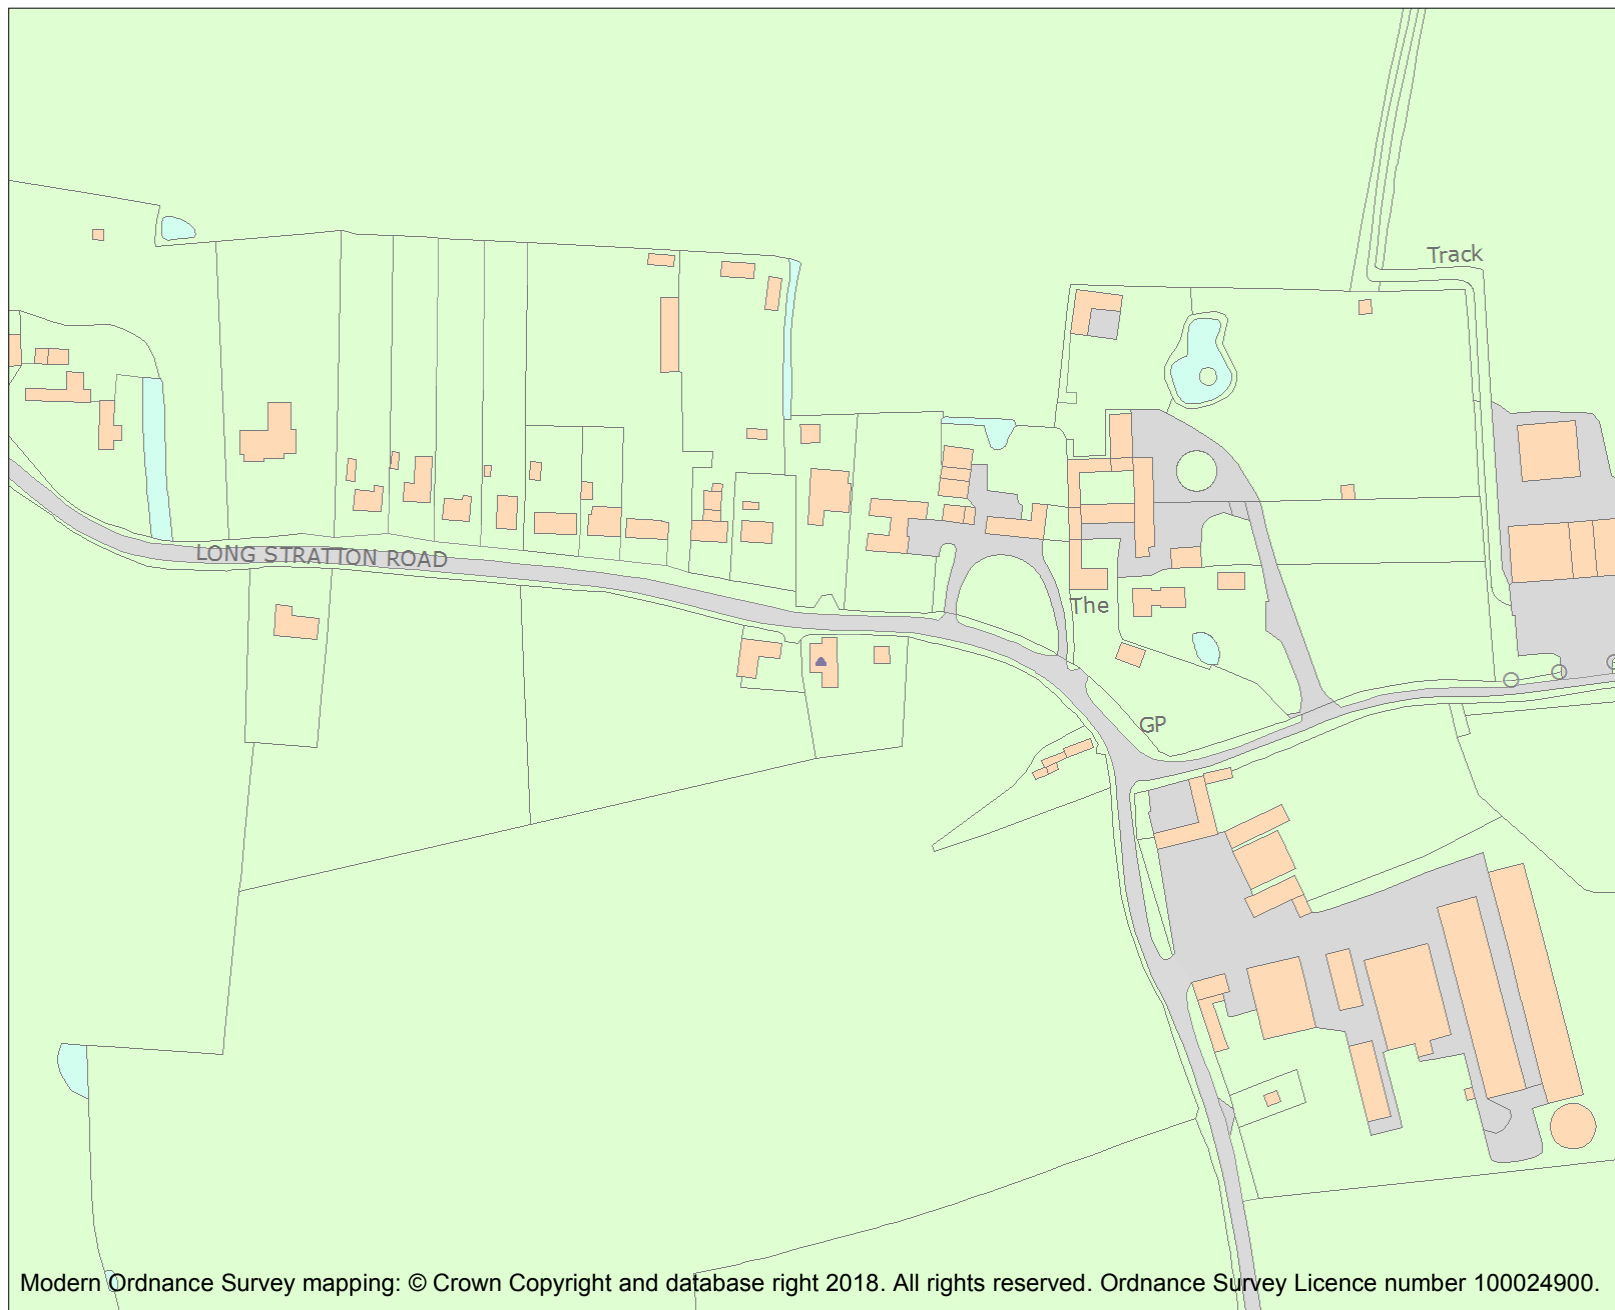 Track
LONG STRATTON ROAD
The
GP
Modern Ordnance Survey mapping: © Crown Copyright and database right 2018. All rights reserved. Ordnance Survey Licence number 100024900.